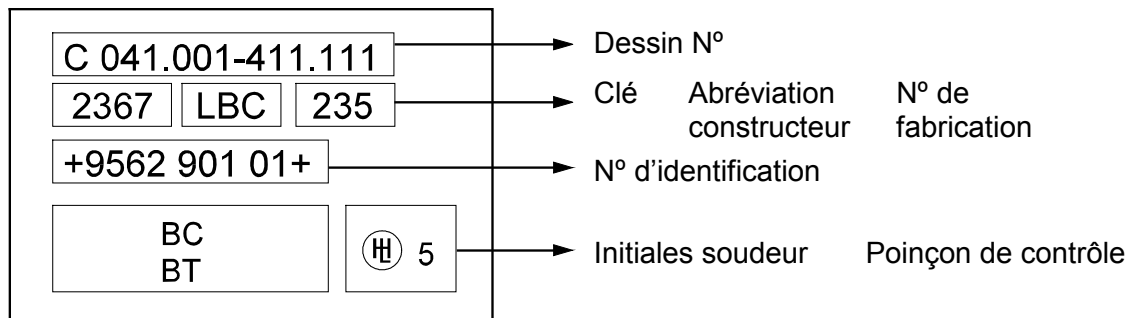 C 041.001-411.111 Dessin Nº
2367 LBC 235 Clé Abréviation Nº de
constructeur fabrication
+9562 901 01+ Nº d’identification
BC
BT
HL 5 Initiales soudeur Poinçon de contrôle